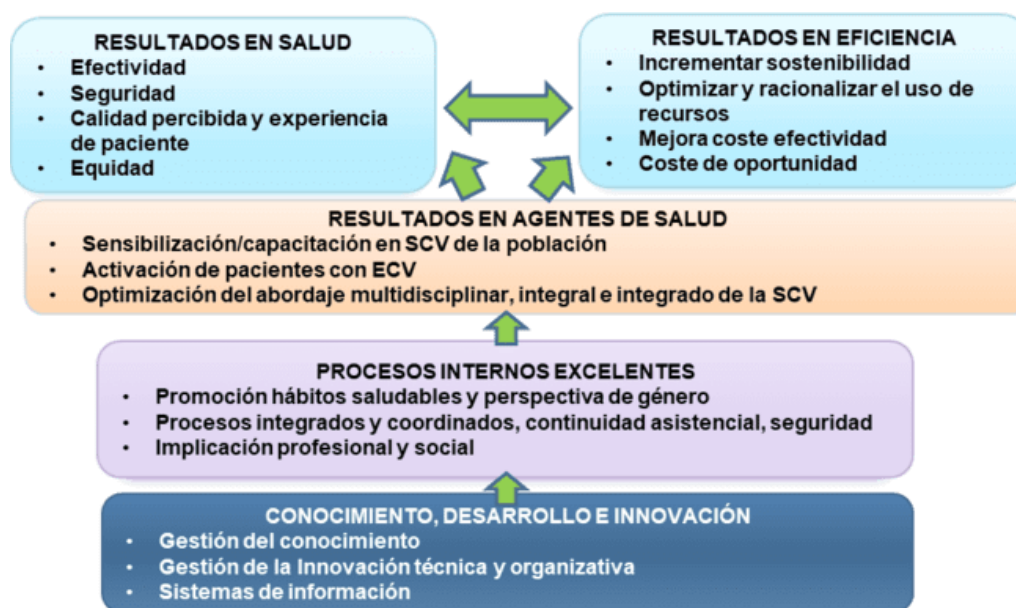 RESULTADOS EN SALUD
• Efectividad
• Seguridad
• Calidad percibida y experiencia
de paciente
• Equidad
RESULTADOS EN EFICIENCIA
• Incrementar sostenibilidad
• Optimizar y racionalizar el uso de
recursos
• Mejora coste efectividad
• Coste de oportunidad
RESULTADOS EN AGENTES DE SALUD
• Sensibilización/capacitación en SCV de la población
• Activación de pacientes con ECV
• Optimización del abordaje multidisciplinar, integral e integrado de la SCV
PROCESOS INTERNOS EXCELENTES
• Promoción hábitos saludables y perspectiva de género
• Procesos integrados y coordinados, continuidad asistencial, seguridad
• Implicación profesional y social
CONOCIMIENTO, DESARROLLO E INNOVACIÓN
• Gestión del conocimiento
• Gestión de la Innovación técnica y organizativa
• Sistemas de información